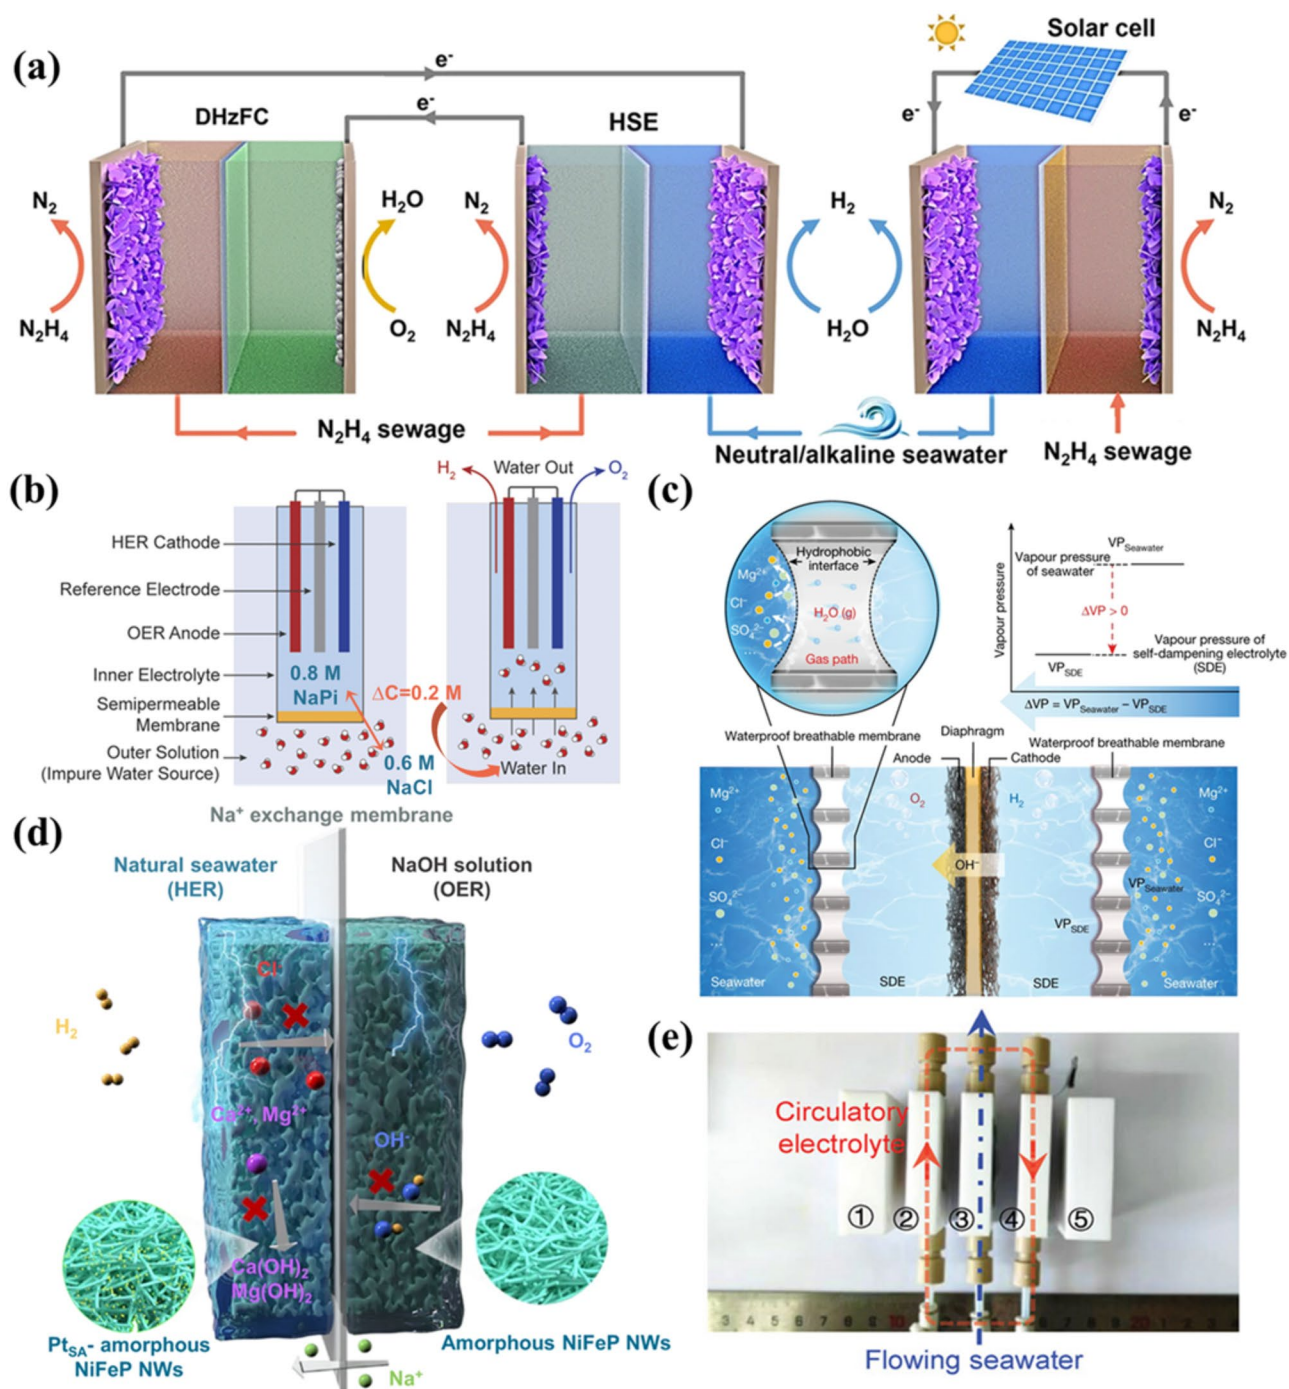 (a)
Solar cell
e-
e-
DHzFC
HSE
e-
e-
N2
H2O
N2
H2
N2
N2H4
O2
N2H4
H2O
N2H4
N2H4 sewage
Neutral/alkaline seawater
N2H4 sewage
(b)
H2
Water Out
O2
HER Cathode
Reference Electrode
OER Anode
Inner Electrolyte
Semipermeable
Membrane
Outer Solution
(Impure Water Source)
0.8 M
NaPi
ΔC=0.2 M
0.6 M
NaCl
Water In
(c)
Hydrophobic
interface
Mg2+
Cl−
SO42−
H2O (g)
Gas path
Vapour pressure
VPSeawater
Vapour pressure
of seawater
ΔVP > 0
Vapour pressure of
self-dampening electrolyte
(SDE)
VPSDE
ΔVP = VPSeawater − VPSDE
Waterproof breathable membrane
Diaphragm
Waterproof breathable membrane
Anode
Cathode
Mg2+
O2
H2
Mg2+
Cl−
OH−
Cl−
SO42−
VPSeawater
SO42−
...
VPSDE
...
Seawater
SDE
SDE
Seawater
Na+ exchange membrane
(d)
Natural seawater
(HER)
NaOH solution
(OER)
Cl-
H2
O2
Ca2+, Mg2+
OH-
Ca(OH)2
Mg(OH)2
PtSA- amorphous
NiFeP NWs
Amorphous NiFeP NWs
Na+
(e)
Circulatory
electrolyte
① ② ③ ④ ⑤
Flowing seawater